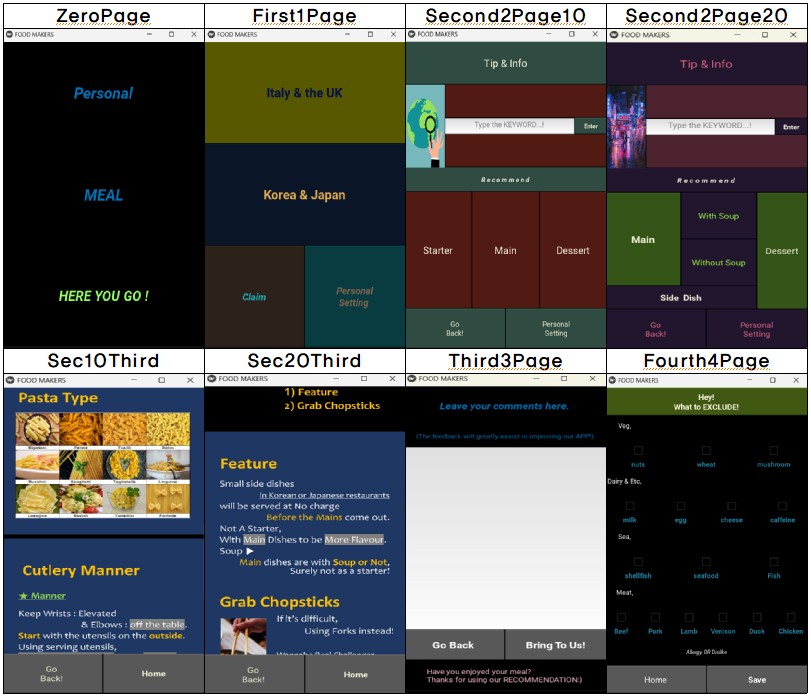 ZeroPage
First1Page
Second2Page10
Second2Page20
FOOD MAKERS
Personal
MEAL
HERE YOU GO !
FOOD MAKERS
Italy & the UK
Korea & Japan
Claim
Personal
Setting
FOOD MAKERS
Tip & Info
Type the KEYWORD...!
Enter
Recommend
Starter
Main
Dessert
Go
Back!
Personal
Setting
FOOD MAKERS
Tip & Info
Type the KEYWORD...!
Enter
Recommend
Main
With Soup
Without Soup
Dessert
Side Dish
Go
Back!
Personal
Setting
Sec10Third
Sec20Third
Third3Page
Fourth4Page
FOOD MAKERS
Pasta Type
Cutlery Manner
★ Manner
Keep Wrists : Elevated
& Elbows : off the table.
Start with the utensils on the outside.
Using serving utensils,
Go
Back!
Home
FOOD MAKERS
1) Feature
2) Grab Chopsticks
Feature
Small side dishes
In Korean or Japanese restaurants
will be served at No charge
Before the Mains come out.
Not A Starter,
With Main Dishes to be More Flavour.
Soup ▶
Main dishes are with Soup or Not,
Surely not as a starter!
Grab Chopsticks
If it's difficult,
Using Forks instead!
Go
Back!
Home
FOOD MAKERS
Leave your comments here.
(The feedback will greatly assist in improving our APP!)
Go Back
Bring To Us!
Have you enjoyed your meal?
Thanks for using our RECOMMENDATION:)
FOOD MAKERS
Hey!
What to EXCLUDE!
Veg,
nuts
wheat
mushroom
Dairy & Etc,
milk
egg
cheese
caffeine
Sea,
shellfish
seafood
Fish
Meat,
Beef
Pork
Lamb
Venison
Duck
Chicken
Allergy OR Dislike
Home
Save